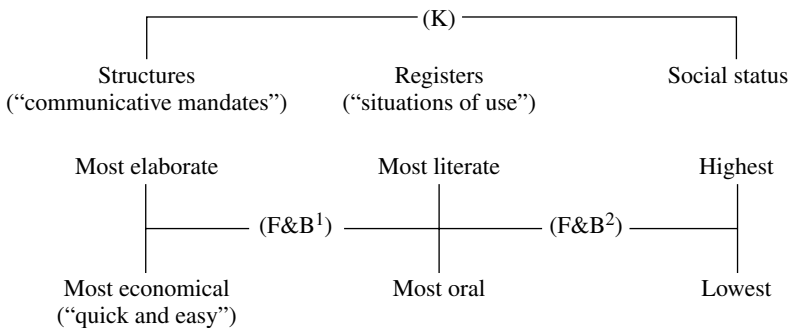 (K)
Structures Registers Social status
(“communicative mandates”) (“situations of use”)
Most elaborate Most literate Highest
(F&B¹) (F&B²)
Most economical Most oral Lowest
(“quick and easy”)